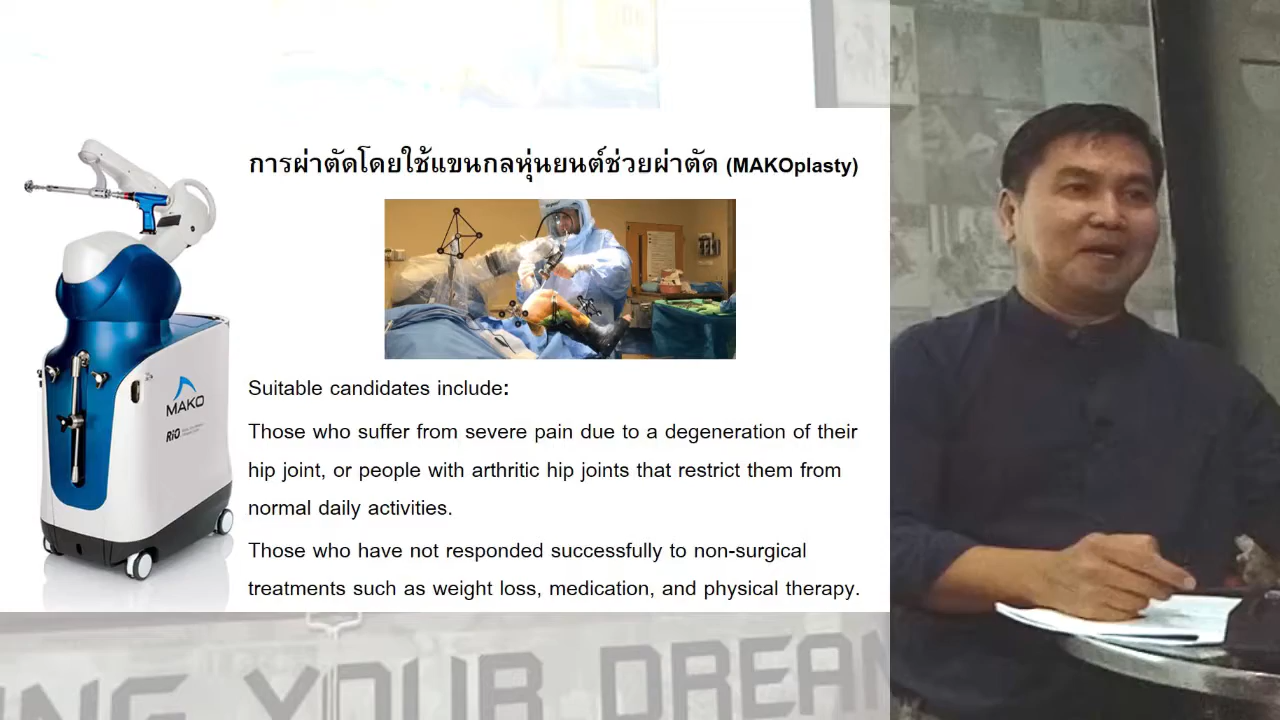 การผ่าตัดโดยใช้แขนกลหุ่นยนต์ช่วยผ่าตัด (MAKOplasty)
MAKO
RIO
Suitable candidates include:
Those who suffer from severe pain due to a degeneration of their
hip joint, or people with arthritic hip joints that restrict them from
normal daily activities.
Those who have not responded successfully to non-surgical
treatments such as weight loss, medication, and physical therapy.
YOUR DREAM